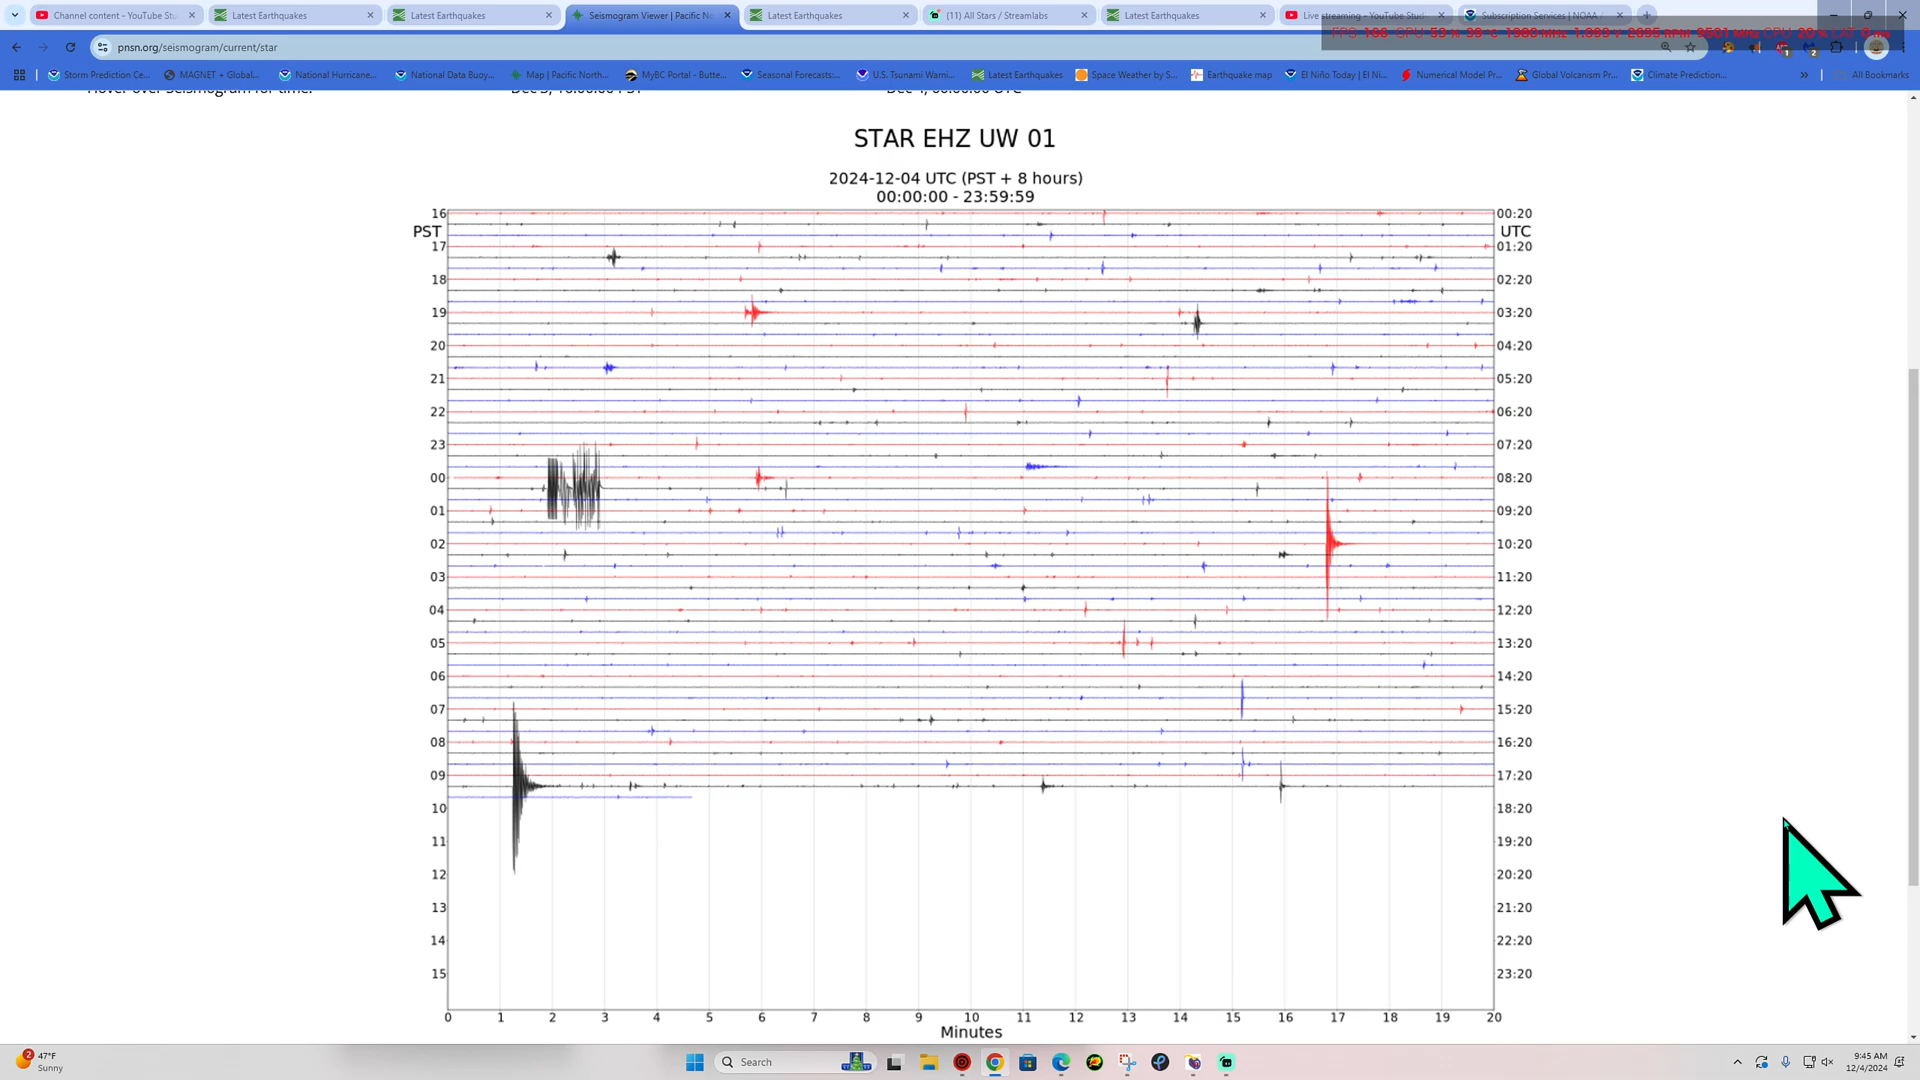 Channel content - YouTube Stu
Latest Earthquakes
Latest Earthquakes
Seismogram Viewer | Pacific No
Latest Earthquakes
(11) All Stars / Streamlabs
Latest Earthquakes
Live streaming - YouTube Studi
Subscription Services | NOAA /
pnsn.org/seismogram/current/star
Storm Prediction Ce...
MAGNET + Global...
National Hurricane...
National Data Buoy...
Map | Pacific North...
MyBC Portal - Butte...
Seasonal Forecasts:...
U.S. Tsunami Warni...
Latest Earthquakes
Space Weather by S...
Earthquake map
El Niño Today | El Ni...
Numerical Model Pr...
Global Volcanism Pr...
Climate Prediction...
All Bookmarks
Hover over seismogram for time.
STAR EHZ UW 01
2024-12-04 UTC (PST + 8 hours)
00:00:00 - 23:59:59
16 00:20
PST UTC
17 01:20
18 02:20
19 03:20
20 04:20
21 05:20
22 06:20
23 07:20
00 08:20
01 09:20
02 10:20
03 11:20
04 12:20
05 13:20
06 14:20
07 15:20
08 16:20
09 17:20
10 18:20
11 19:20
12 20:20
13 21:20
14 22:20
15 23:20
0 1 2 3 4 5 6 7 8 9 10 11 12 13 14 15 16 17 18 19 20
Minutes
2
47°F
Sunny
Search
9:45 AM
12/4/2024